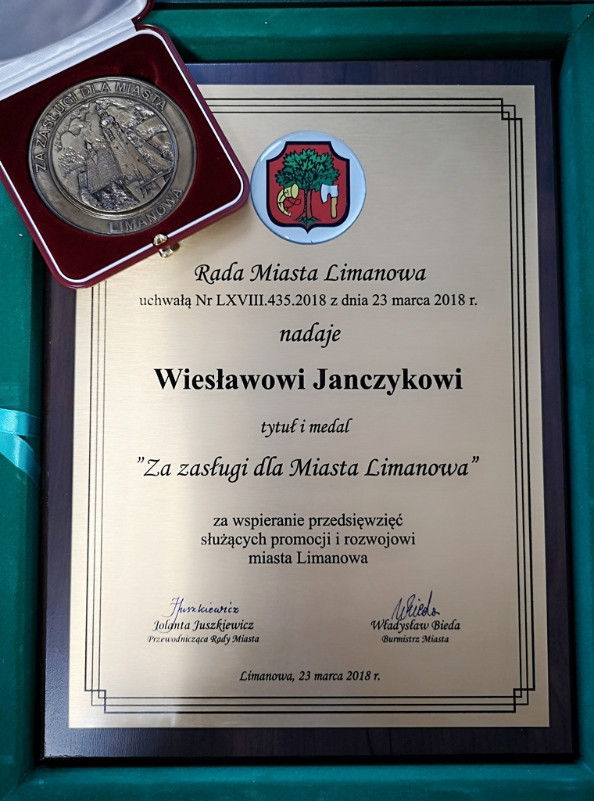 ZA ZASŁUGI DLA MIASTA
LIMANOWA
Rada Miasta Limanowa
uchwałą Nr LXVIII.435.2018 z dnia 23 marca 2018 r.
nadaje
Wiesławowi Janczykowi
tytuł i medal
”Za zasługi dla Miasta Limanowa”
za wspieranie przedsięwzięć
służących promocji i rozwojowi
miasta Limanowa
JJuszkiewicz WBieda
Jolanta Juszkiewicz Władysław Bieda
Przewodnicząca Rady Miasta Burmistrz Miasta
Limanowa, 23 marca 2018 r.